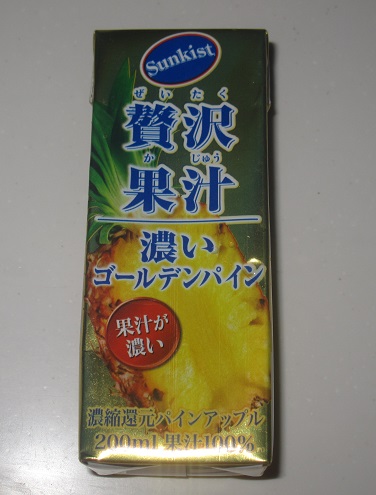 Sunkist
ぜいたく
贅沢
かじゅう
果汁
濃い
ゴールデンパイン
果汁が
濃い
濃縮還元パインアップル
200ml 果汁100%